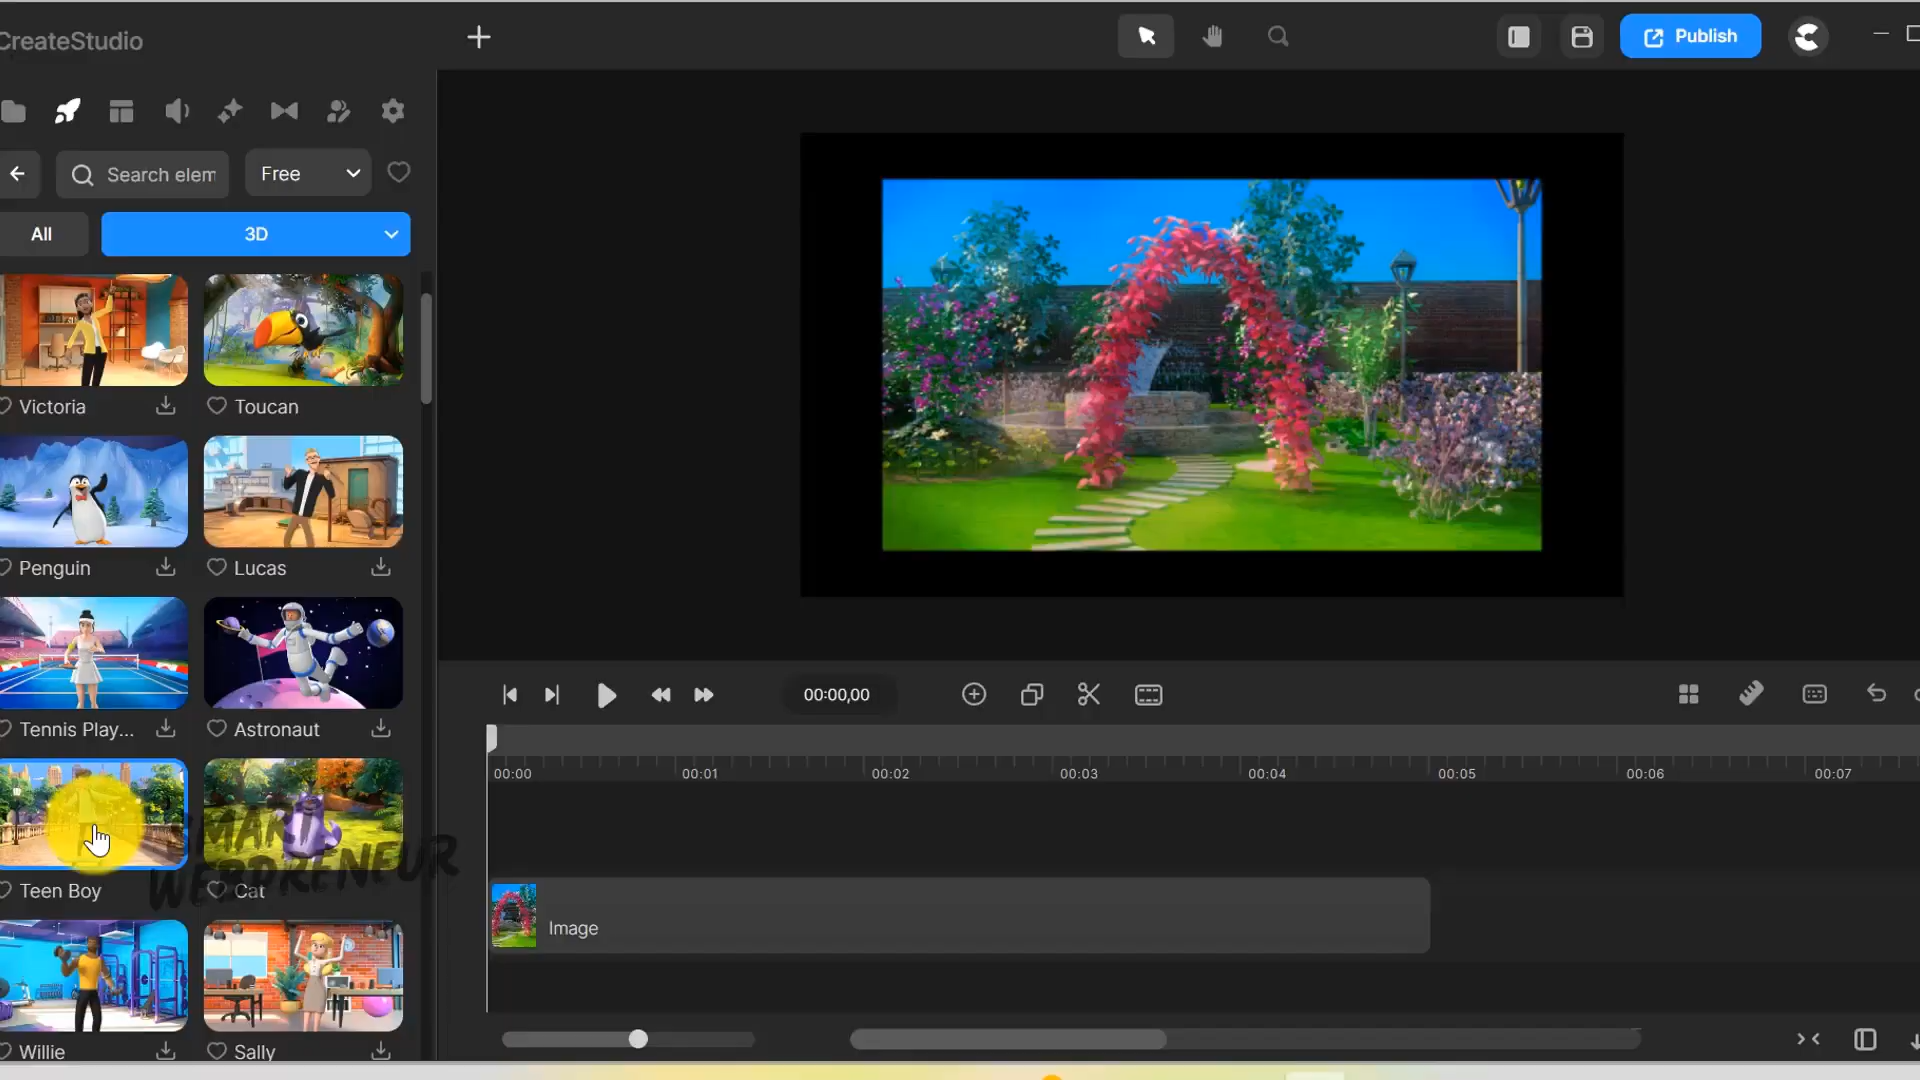 CreateStudio
Publish
Search elem
Free
All
3D
Victoria
Toucan
Penguin
Lucas
Tennis Play...
Astronaut
SMART
WEBDRENEUR
Teen Boy
Cat
Willie
Sally
00:00,00
00:00
00:01
00:02
00:03
00:04
00:05
00:06
00:07
Image